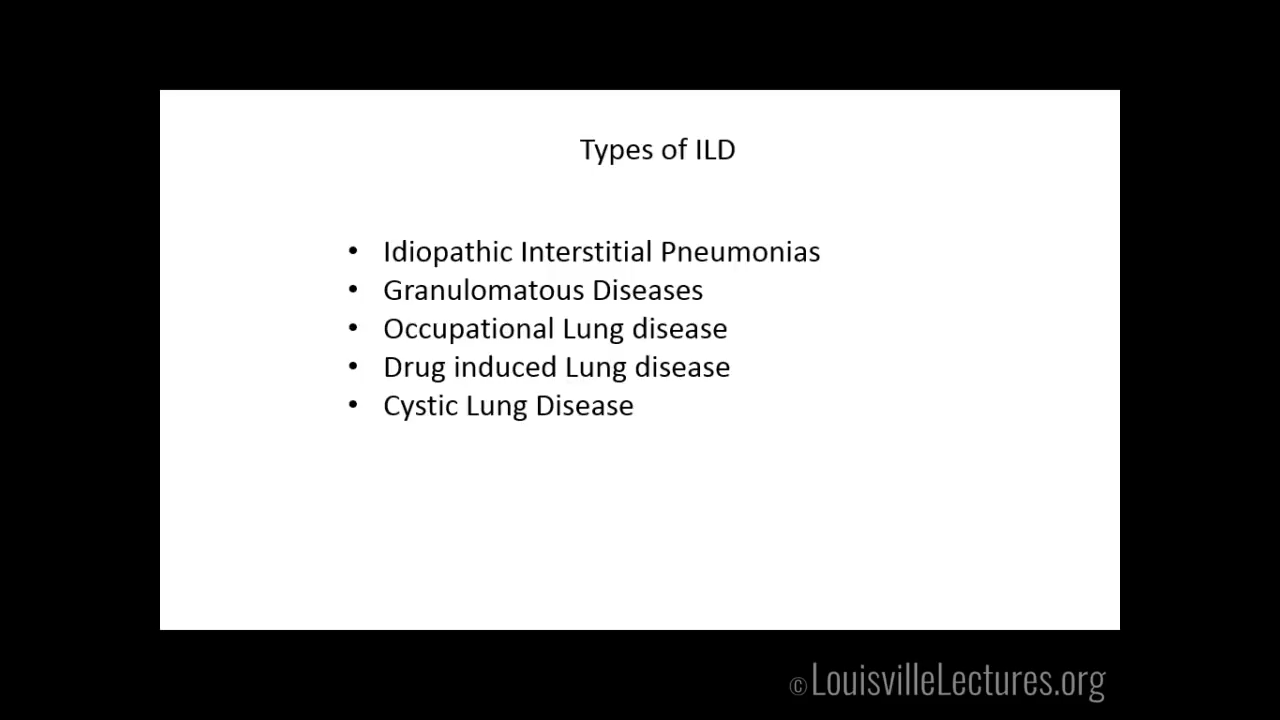 Types of ILD
• Idiopathic Interstitial Pneumonias
• Granulomatous Diseases
• Occupational Lung disease
• Drug induced Lung disease
• Cystic Lung Disease
© LouisvilleLectures.org